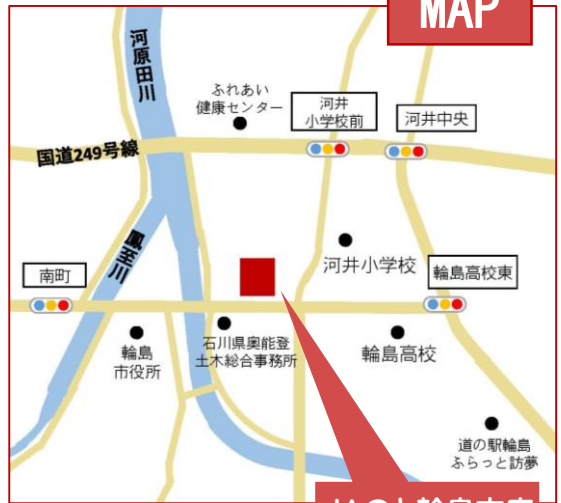 MAP
河原田川
ふれあい
健康センター
河井
小学校前
河井中央
国道249号線
鳳至川
南町
河井小学校
輪島高校東
輪島
市役所
石川県奥能登
土木総合事務所
輪島高校
道の駅輪島
ふらっと訪夢